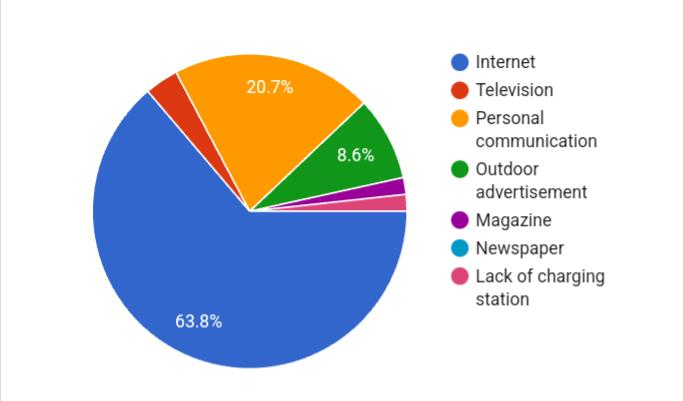 20.7%
8.6%
63.8%
Internet
Television
Personal
communication
Outdoor
advertisement
Magazine
Newspaper
Lack of charging
station